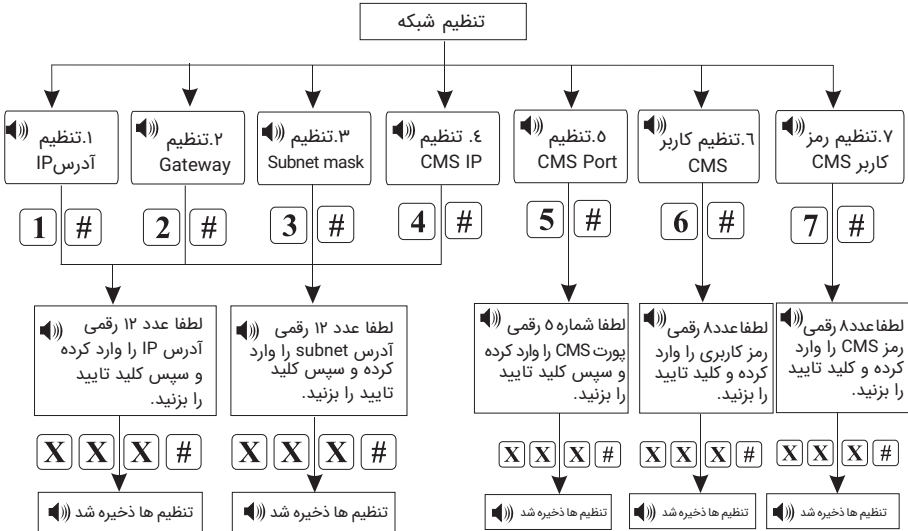 تنظیم شبکه
۱.تنظیم
آدرسIP
۲.تنظیم
Gateway
۳.تنظیم
Subnet mask
٤. تنظیم
CMS IP
٥.تنظیم
CMS Port
٦.تنظیم کاربر
CMS
۷.تنظیم رمز
کاربر CMS
1 #
2 #
3 #
4 #
5 #
6 #
7 #
لطفا عدد ۱۲ رقمی
آدرس IP را وارد کرده
و سپس کلید تایید
را بزنید.
لطفا عدد ۱۲ رقمی
آدرس subnet را وارد
کرده و سپس کلید
تایید را بزنید.
لطفا شماره ٥ رقمی
پورت CMS را وارد کرده
و سپس کلید تایید
را بزنید.
لطفا عدد۸ رقمی
رمز کاربری را وارد
کرده و کلید تایید
را بزنید.
لطفاعدد۸ رقمی
رمز CMS را وارد
کرده و کلید تایید
را بزنید.
X X X #
X X X #
X X X #
X X X #
X X X #
تنظیم ها ذخیره شد
تنظیم ها ذخیره شد
تنظیم ها ذخیره شد
تنظیم ها ذخیره شد
تنظیم ها ذخیره شد